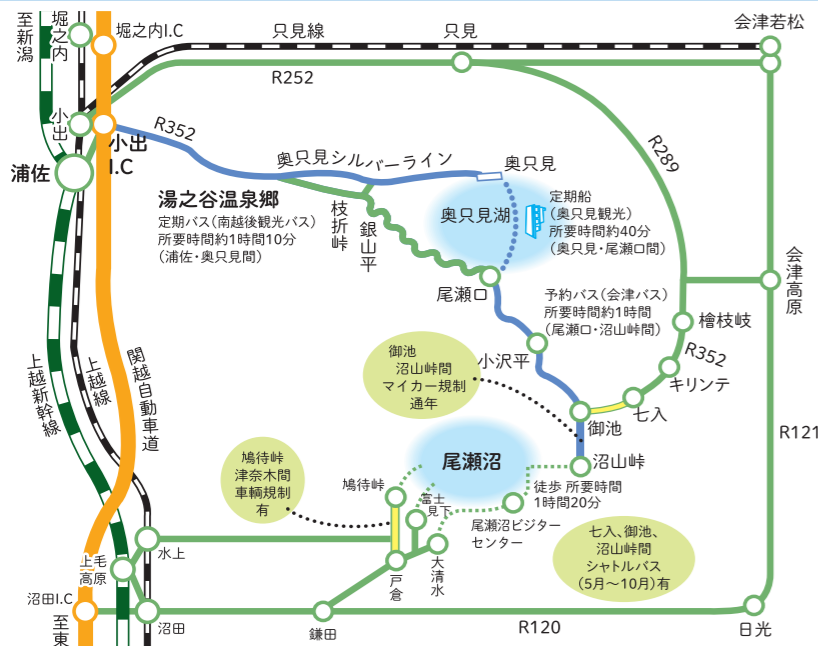 至新潟
堀之内
堀之内I.C
只見線
只見
会津若松
R252
小出
小出
I.C
R352
浦佐
奥只見シルバーライン
奥只見
R289
湯之谷温泉郷
定期バス(南越後観光バス)
所要時間約1時間10分
(浦佐・奥只見間)
枝折峠
銀山平
奥只見湖
定期船
(奥只見観光)
所要時間約40分
(奥只見・尾瀬口間)
尾瀬口
予約バス(会津バス)
所要時間約1時間
(尾瀬口・沼山峠間)
会津高原
檜枝岐
R352
キリンテ
七入
小沢平
御池
沼山峠間
マイカー規制
通年
御池
沼山峠
R121
上越新幹線
上越線
関越自動車道
尾瀬沼
鳩待峠
津奈木間
車輌規制
有
鳩待峠
富士
見下
徒歩 所要時間
1時間20分
尾瀬沼ビジター
センター
七入、御池、
沼山峠間
シャトルバス
(5月〜10月)有
水上
上毛
高原
戸倉
大清水
沼田I.C
至東
沼田
鎌田
R120
日光